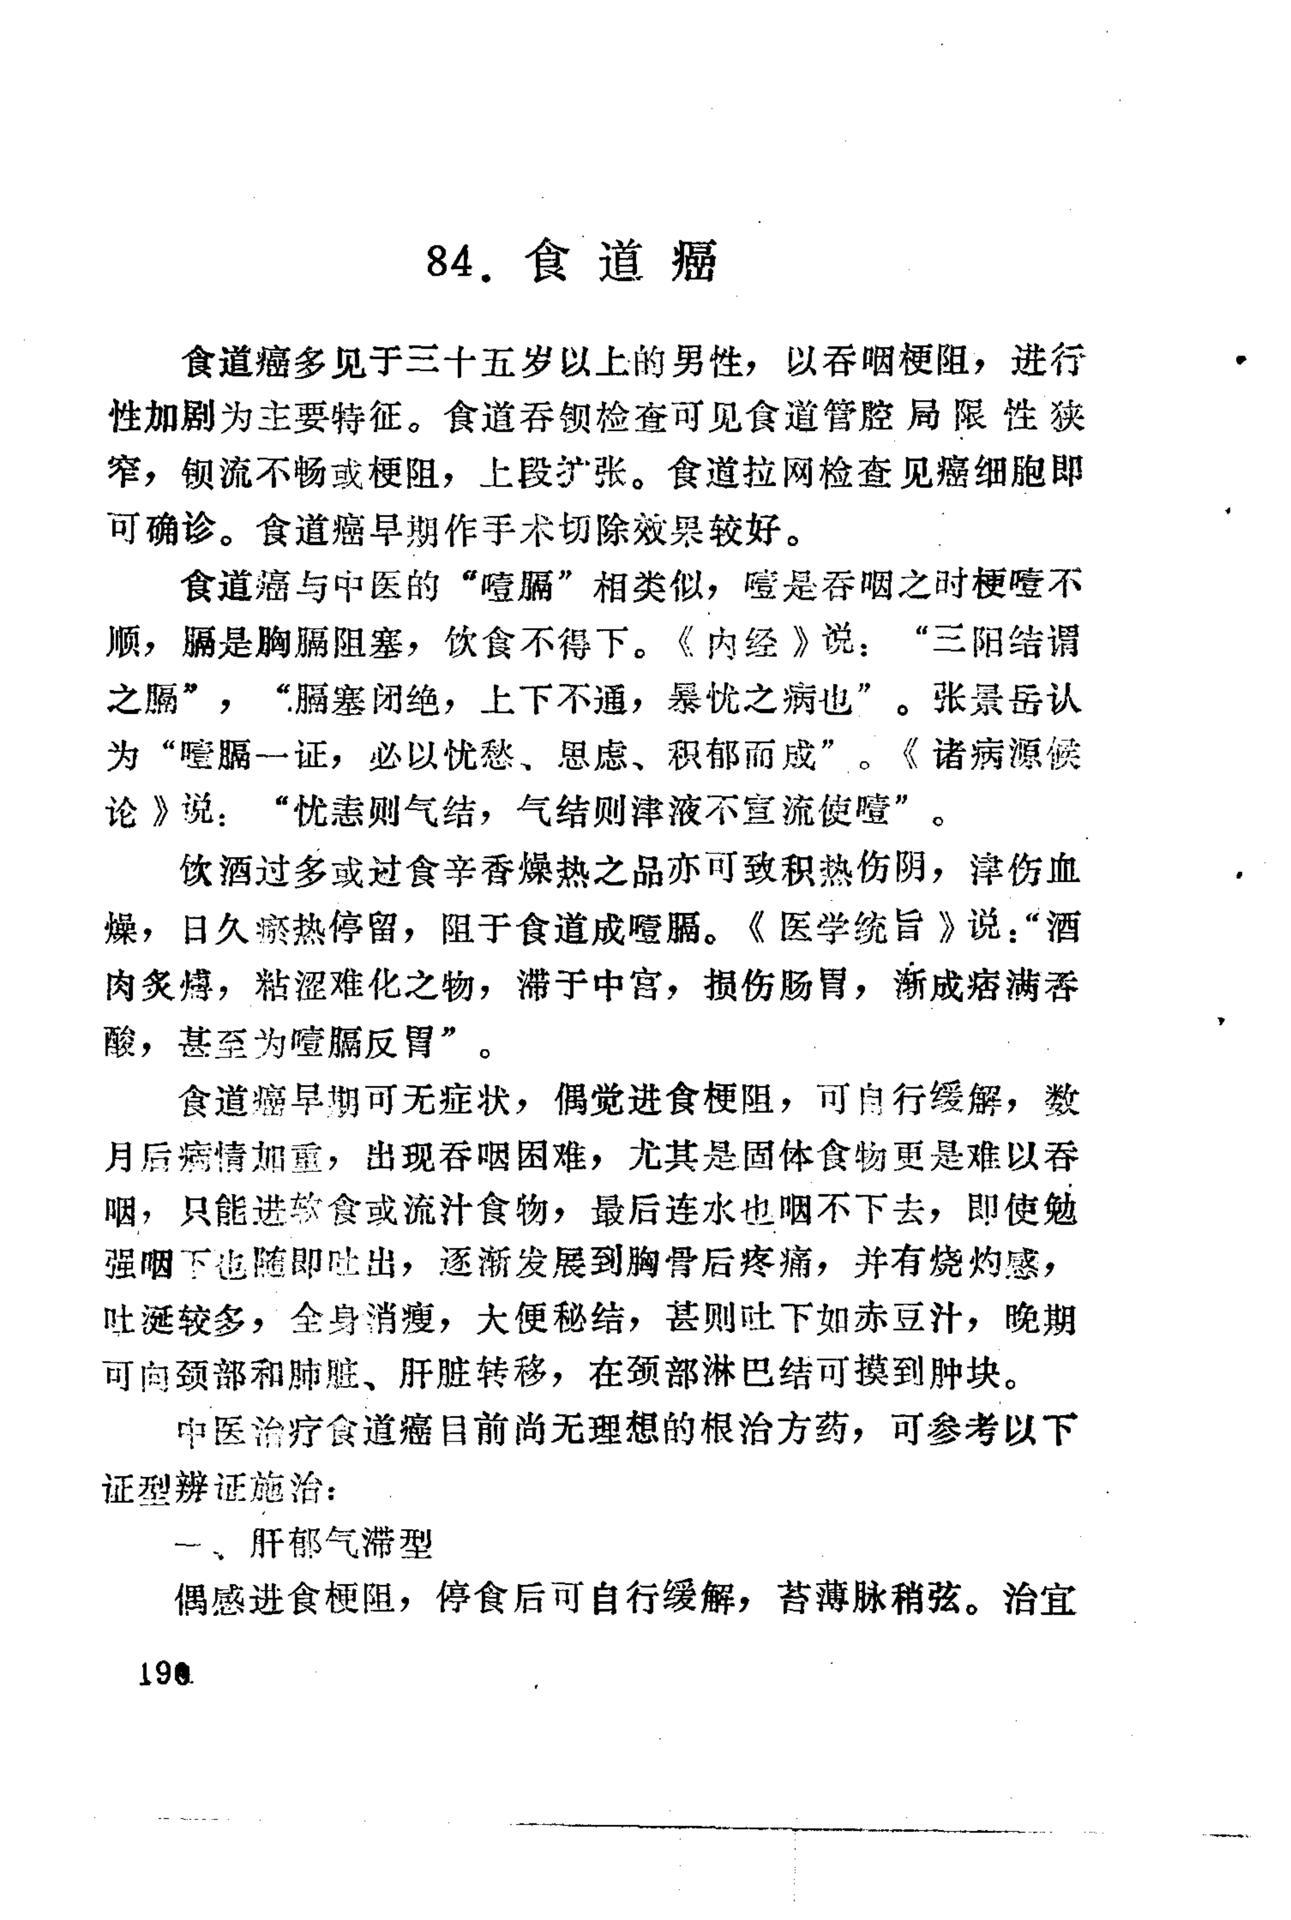 84．食道癌
食道癌多见于三十五岁以上的男性，以吞咽梗阻，进行
性加剧为主要特征。食道吞钡检查可见食道管腔局限性狭
窄，钡流不畅或梗阻，上段扩张。食道拉网检查见癌细胞即
可确诊。食道癌早期作手术切除效果较好。
食道癌与中医的“噎膈”相类似，噎是吞咽之时梗噎不
顺，膈是胸膈阻塞，饮食不得下。《内经》说：“三阳结谓
之膈”，“膈塞闭绝，上下不通，暴忧之病也”。张景岳认
为“噎膈一证，必以忧愁、思虑、积郁而成”。《诸病源候
论》说：“忧恚则气结，气结则津液不宣流使噎”。
饮酒过多或过食辛香燥热之品亦可致积热伤阴，津伤血
燥，日久瘀热停留，阻于食道成噎膈。《医学统旨》说：“酒
肉炙煿，粘涩难化之物，滞于中宫，损伤肠胃，渐成痞满吞
酸，甚至为噎膈反胃”。
食道癌早期可无症状，偶觉进食梗阻，可自行缓解，数
月后病情加重，出现吞咽困难，尤其是固体食物更是难以吞
咽，只能进软食或流汁食物，最后连水也咽不下去，即使勉
强咽下也随即吐出，逐渐发展到胸骨后疼痛，并有烧灼感，
吐涎较多，全身消瘦，大便秘结，甚则吐下如赤豆汁，晚期
可向颈部和肺脏、肝脏转移，在颈部淋巴结可摸到肿块。
中医治疗食道癌目前尚无理想的根治方药，可参考以下
证型辨证施治：
一、肝郁气滞型
偶感进食梗阻，停食后可自行缓解，苔薄脉稍弦。治宜
190